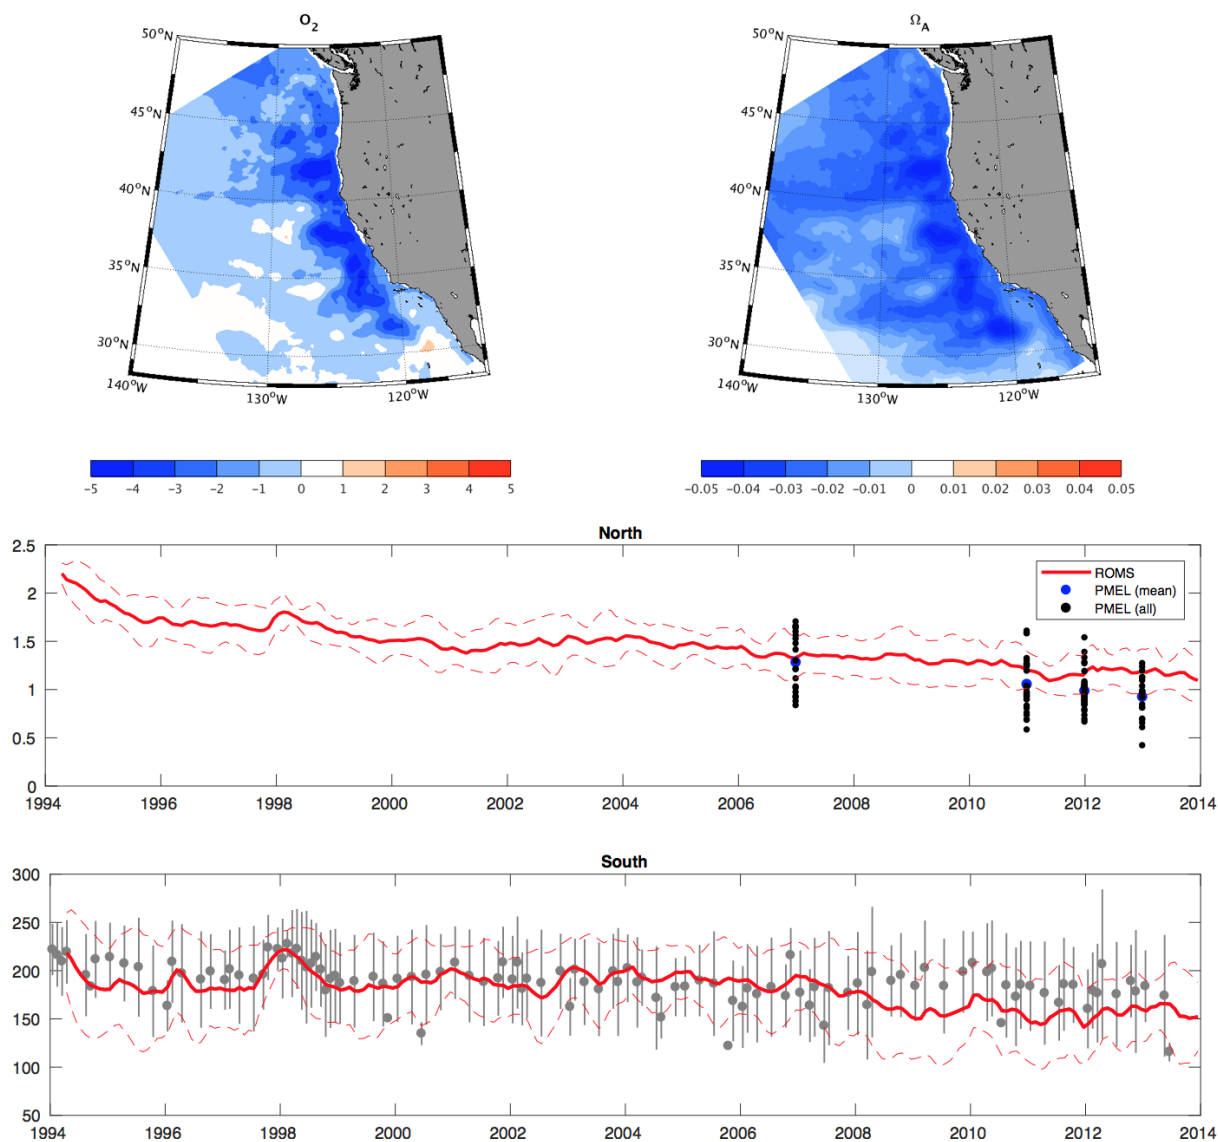 O2 ΩA
50°N 50°N
45°N 45°N
40°N 40°N
35°N 35°N
30°N 30°N
140°W 130°W 120°W 140°W 130°W 120°W
−5 −4 −3 −2 −1 0 1 2 3 4 5 −0.05 −0.04 −0.03 −0.02 −0.01 0 0.01 0.02 0.03 0.04 0.05
North
2.5
2
1.5
1
0.5
0
ROMS
PMEL (mean)
PMEL (all)
1994 1996 1998 2000 2002 2004 2006 2008 2010 2012 2014
South
300
250
200
150
100
50
1994 1996 1998 2000 2002 2004 2006 2008 2010 2012 2014